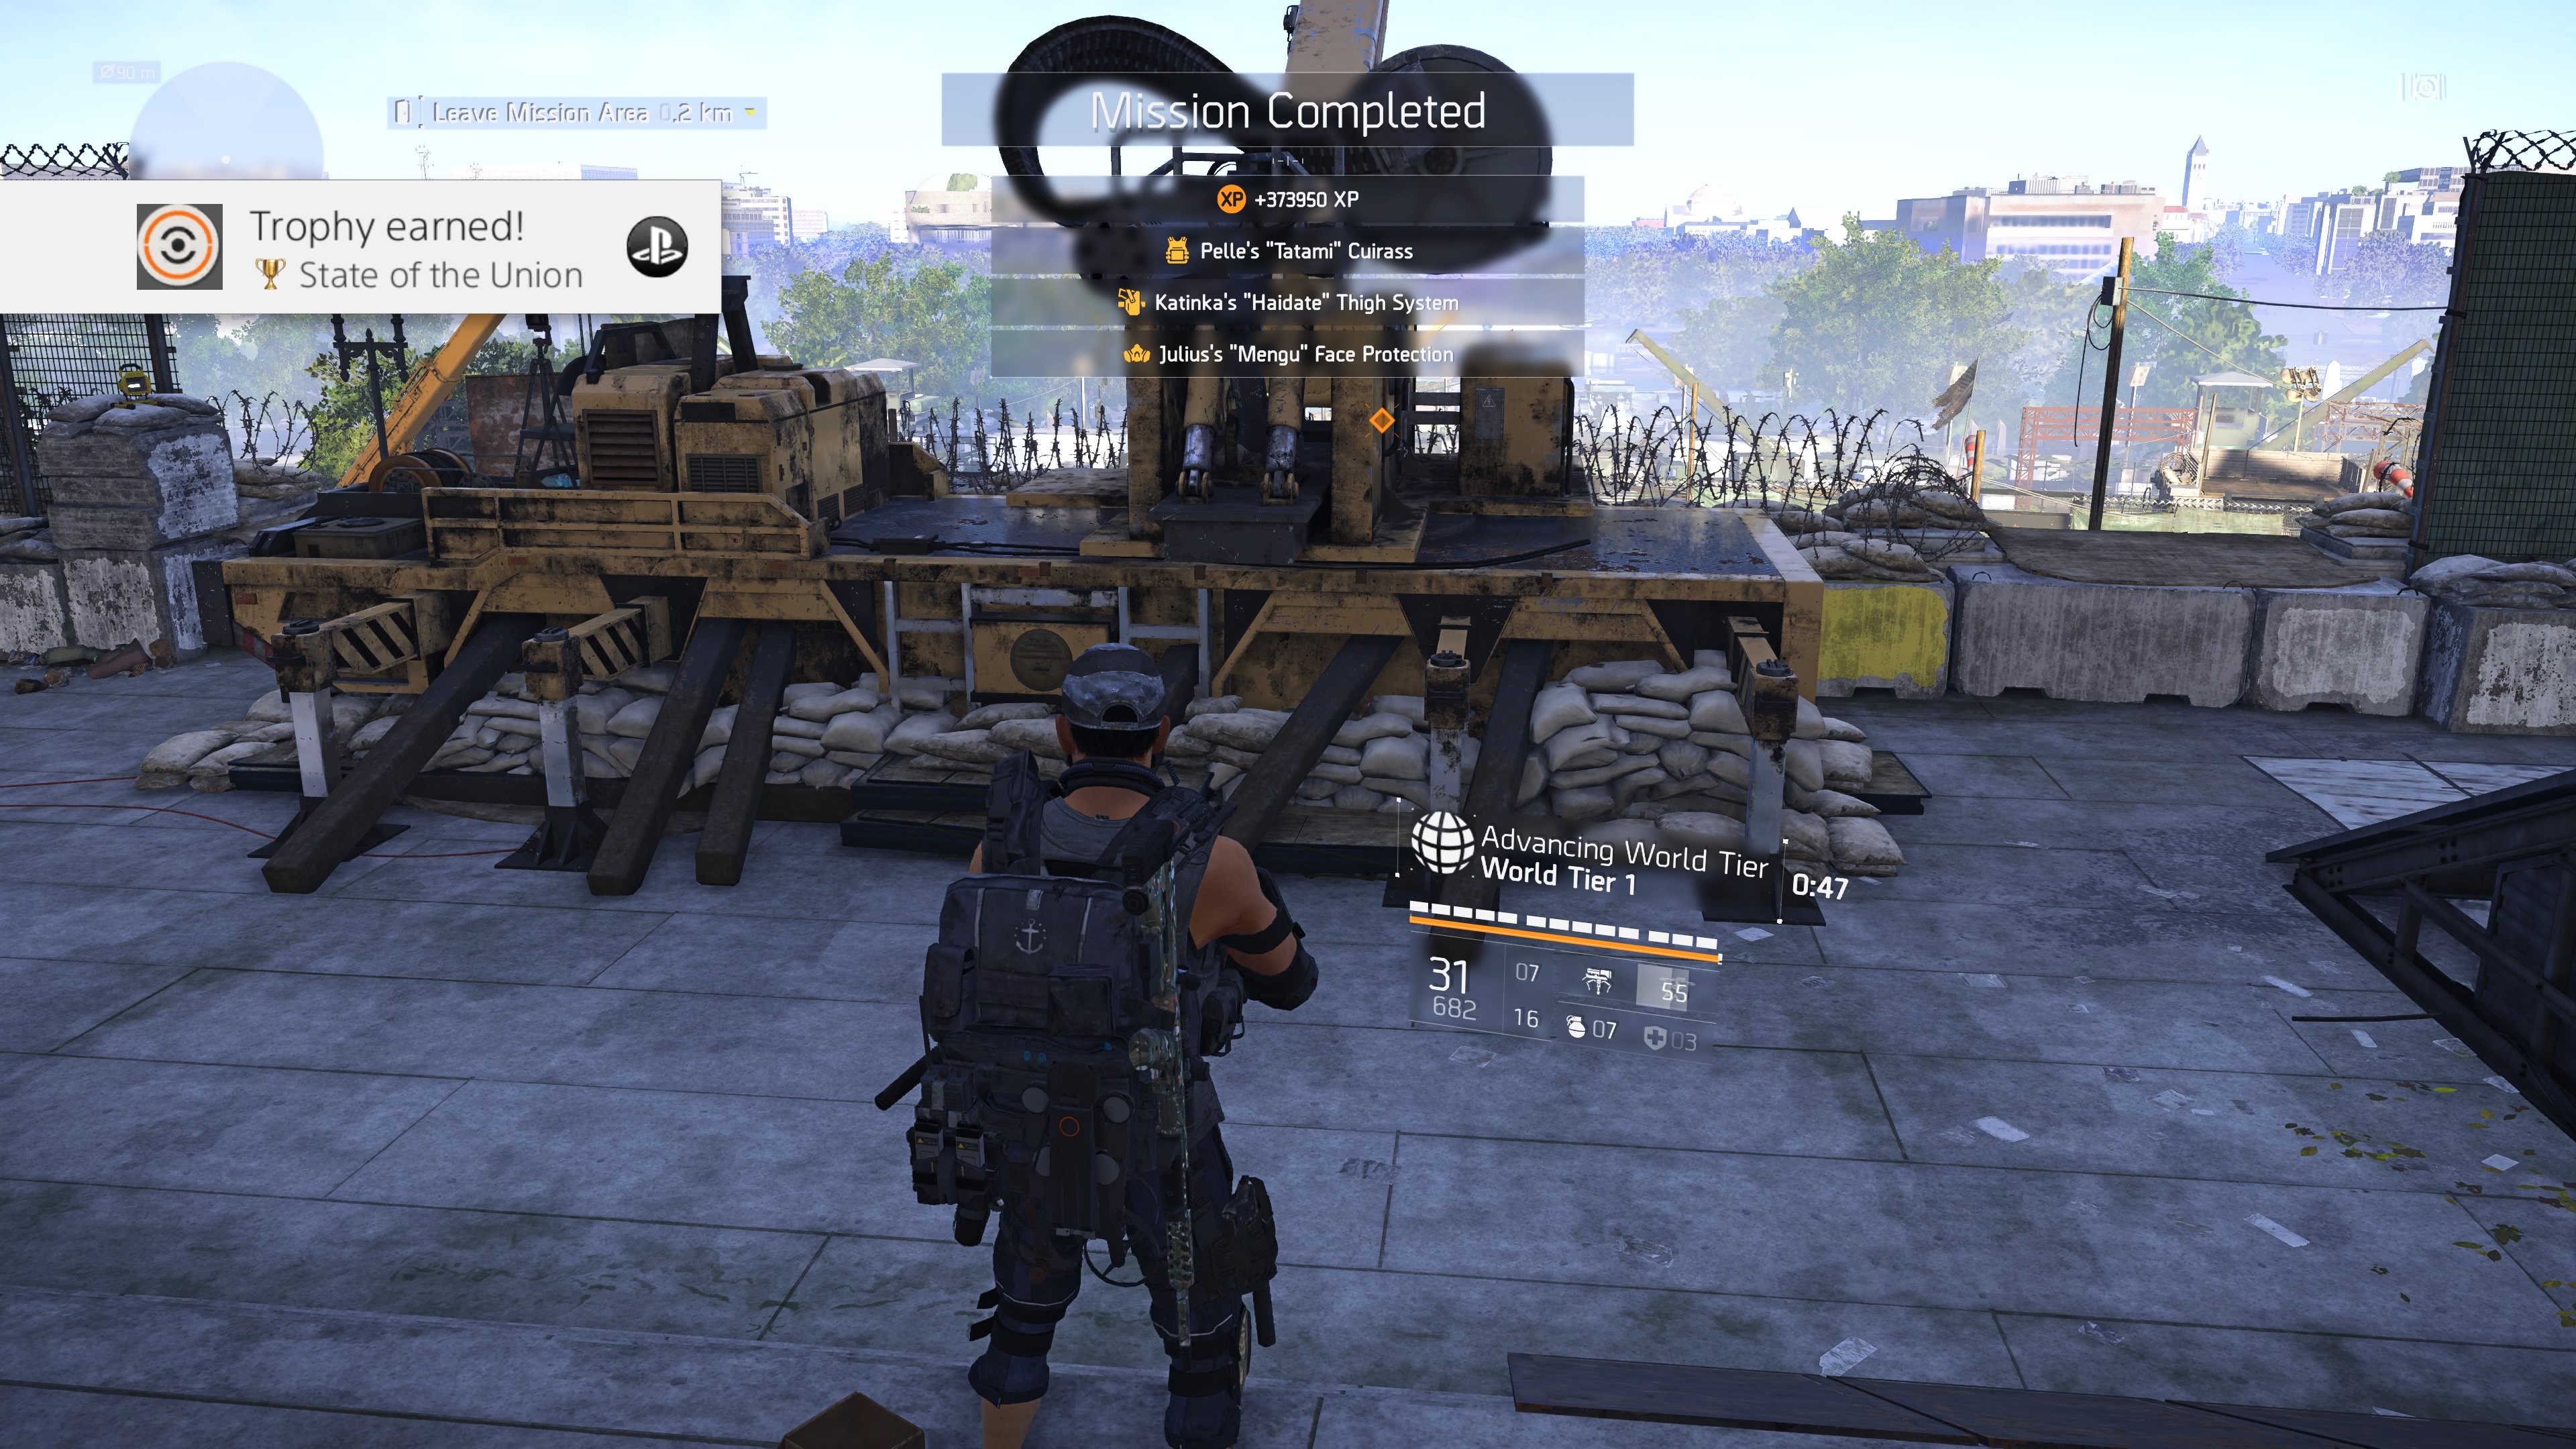 90 m
Leave Mission Area 0,2 km
Mission Completed
XP +373950 XP
Pelle's "Tatami" Cuirass
Katinka's "Haidate" Thigh System
Julius's "Mengu" Face Protection
Trophy earned!
State of the Union
Advancing World Tier
World Tier 1
0:47
31
682
07
16
55
07
03